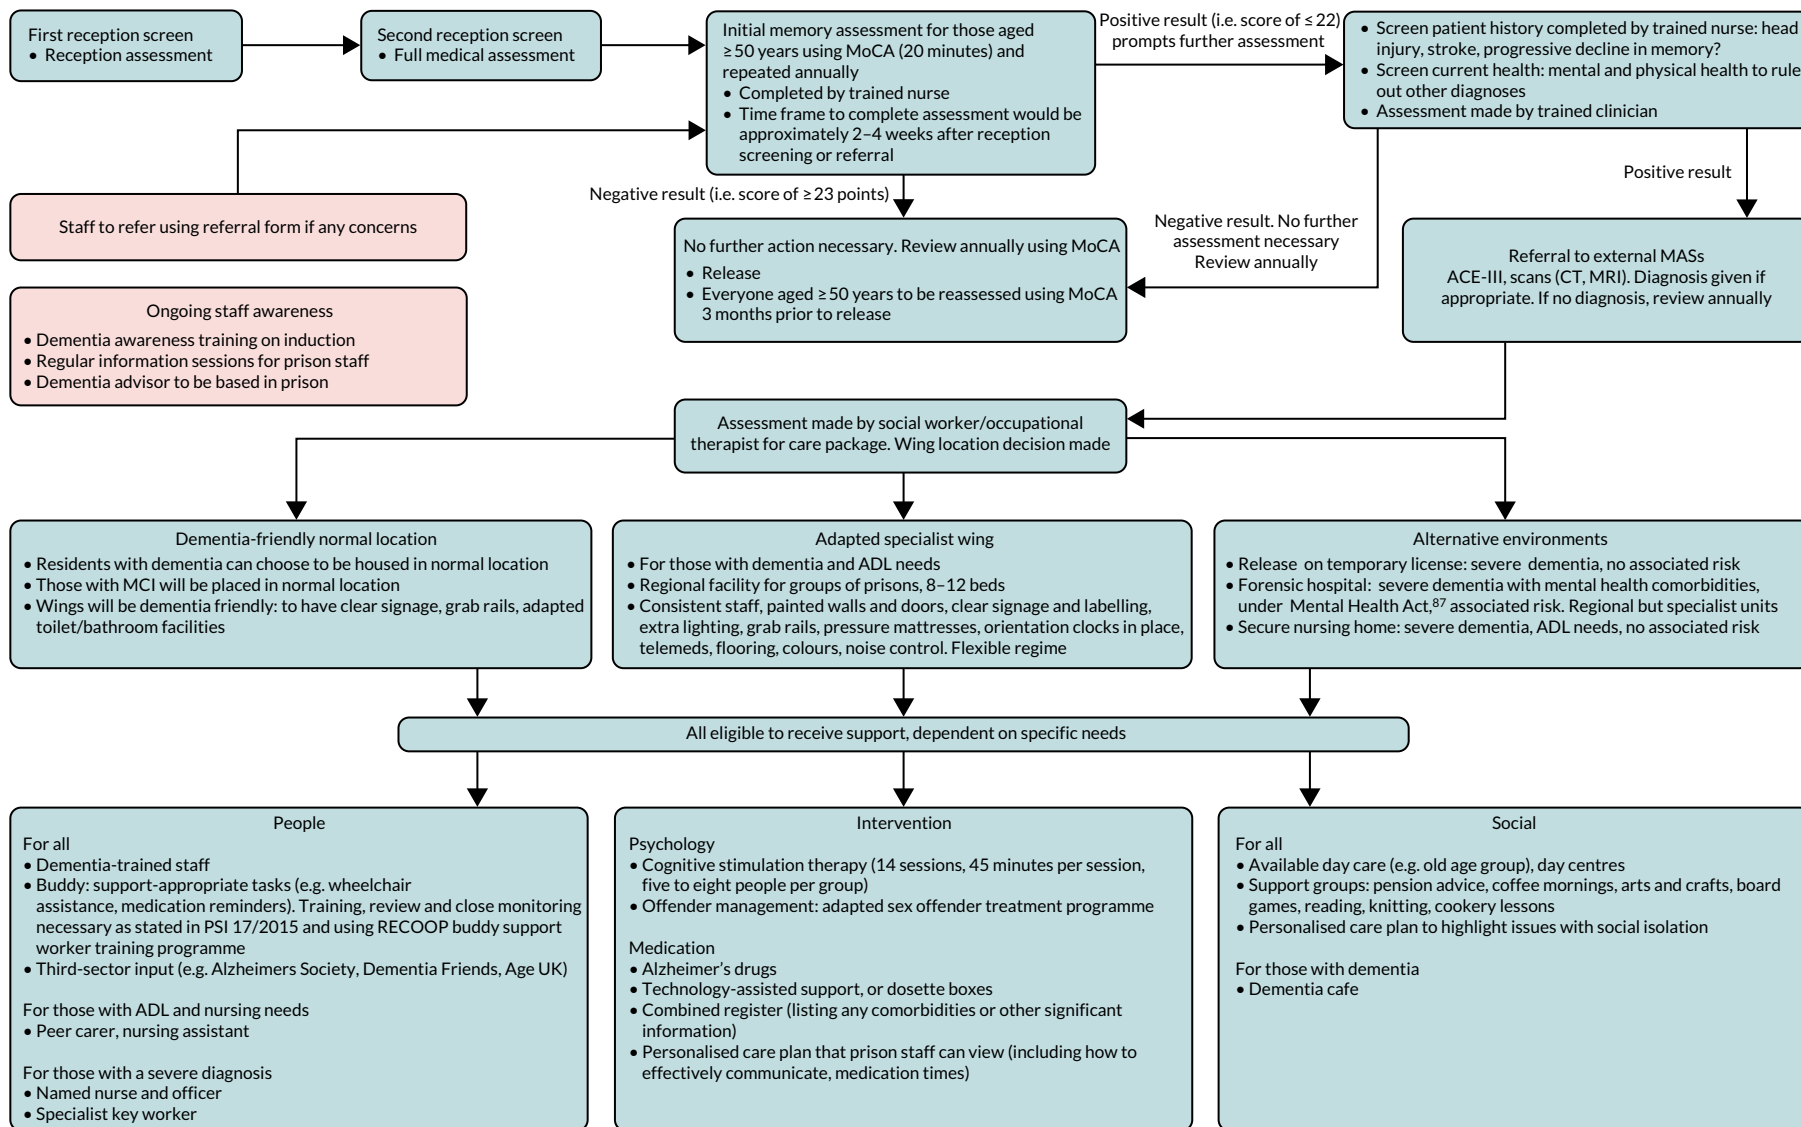 First reception screen
• Reception assessment
Second reception screen
• Full medical assessment
Initial memory assessment for those aged
≥50 years using MoCA (20 minutes) and
repeated annually
• Completed by trained nurse
• Time frame to complete assessment would be
approximately 2–4 weeks after reception
screening or referral
Positive result (i.e. score of ≤22)
prompts further assessment
• Screen patient history completed by trained nurse: head
injury, stroke, progressive decline in memory?
• Screen current health: mental and physical health to rule
out other diagnoses
• Assessment made by trained clinician
Staff to refer using referral form if any concerns
Negative result (i.e. score of ≥23 points)
Positive result
No further action necessary. Review annually using MoCA
• Release
• Everyone aged ≥50 years to be reassessed using MoCA
3 months prior to release
Negative result. No further
assessment necessary
Review annually
Referral to external MASs
ACE-III, scans (CT, MRI). Diagnosis given if
appropriate. If no diagnosis, review annually
Ongoing staff awareness
• Dementia awareness training on induction
• Regular information sessions for prison staff
• Dementia advisor to be based in prison
Assessment made by social worker/occupational
therapist for care package. Wing location decision made
Dementia-friendly normal location
• Residents with dementia can choose to be housed in normal location
• Those with MCI will be placed in normal location
• Wings will be dementia friendly: to have clear signage, grab rails, adapted
toilet/bathroom facilities
Adapted specialist wing
• For those with dementia and ADL needs
• Regional facility for groups of prisons, 8–12 beds
• Consistent staff, painted walls and doors, clear signage and labelling,
extra lighting, grab rails, pressure mattresses, orientation clocks in place,
telemeds, flooring, colours, noise control. Flexible regime
Alternative environments
• Release on temporary license: severe dementia, no associated risk
• Forensic hospital: severe dementia with mental health comorbidities,
under Mental Health Act,87 associated risk. Regional but specialist units
• Secure nursing home: severe dementia, ADL needs, no associated risk
All eligible to receive support, dependent on specific needs
People
For all
• Dementia-trained staff
• Buddy: support-appropriate tasks (e.g. wheelchair
assistance, medication reminders). Training, review and close monitoring
necessary as stated in PSI 17/2015 and using RECOOP buddy support
worker training programme
• Third-sector input (e.g. Alzheimers Society, Dementia Friends, Age UK)
For those with ADL and nursing needs
• Peer carer, nursing assistant
For those with a severe diagnosis
• Named nurse and officer
• Specialist key worker
Intervention
Psychology
• Cognitive stimulation therapy (14 sessions, 45 minutes per session,
five to eight people per group)
• Offender management: adapted sex offender treatment programme
Medication
• Alzheimer's drugs
• Technology-assisted support, or dosette boxes
• Combined register (listing any comorbidities or other significant
information)
• Personalised care plan that prison staff can view (including how to
effectively communicate, medication times)
Social
For all
• Available day care (e.g. old age group), day centres
• Support groups: pension advice, coffee mornings, arts and crafts, board
games, reading, knitting, cookery lessons
• Personalised care plan to highlight issues with social isolation
For those with dementia
• Dementia cafe